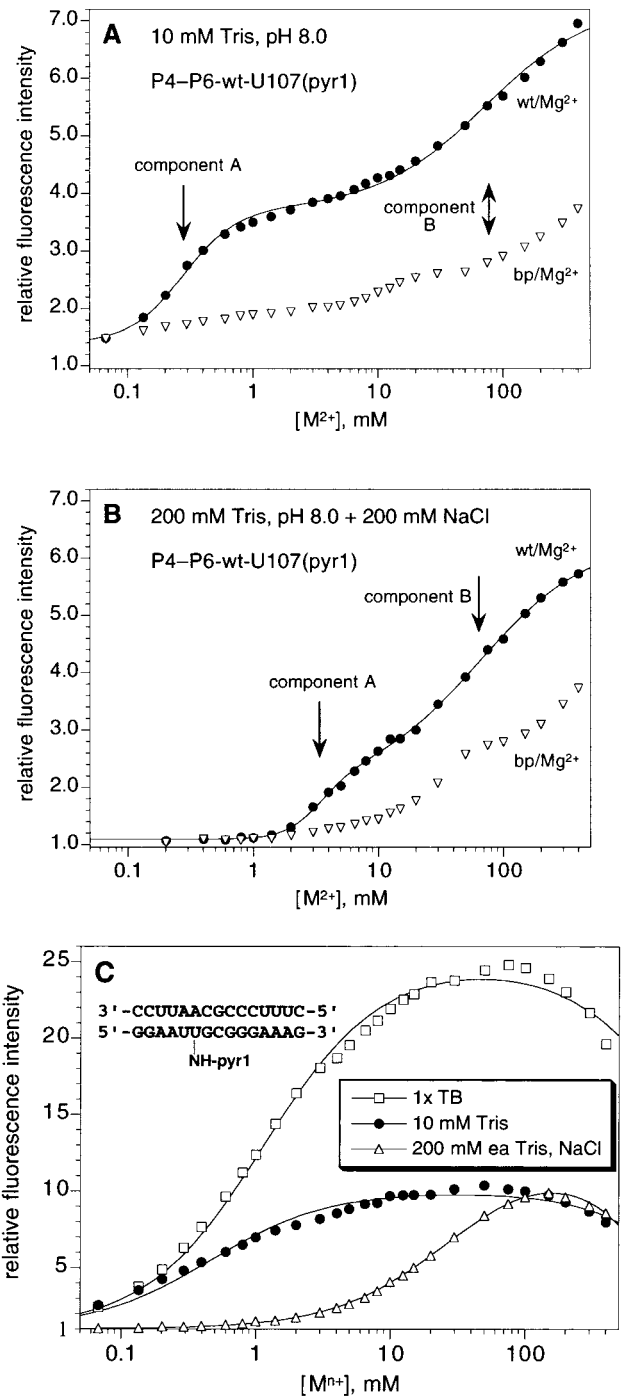 A
10 mM Tris, pH 8.0
P4–P6-wt-U107(pyr1)
component A
wt/Mg2+
component
B
bp/Mg2+
relative fluorescence intensity
7.0
6.0
5.0
4.0
3.0
2.0
1.0
0.1
1
10
100
[M2+], mM
B
200 mM Tris, pH 8.0 + 200 mM NaCl
P4–P6-wt-U107(pyr1)
wt/Mg2+
component B
component A
bp/Mg2+
relative fluorescence intensity
7.0
6.0
5.0
4.0
3.0
2.0
1.0
0.1
1
10
100
[M2+], mM
C
3'-CCUUAACGCCCUUUC-5'
5'-GGAAUUGCGGGAAAG-3'
NH-pyr1
1x TB
10 mM Tris
200 mM ea Tris, NaCl
relative fluorescence intensity
25
20
15
10
5
1
0.1
1
10
100
[Mn+], mM